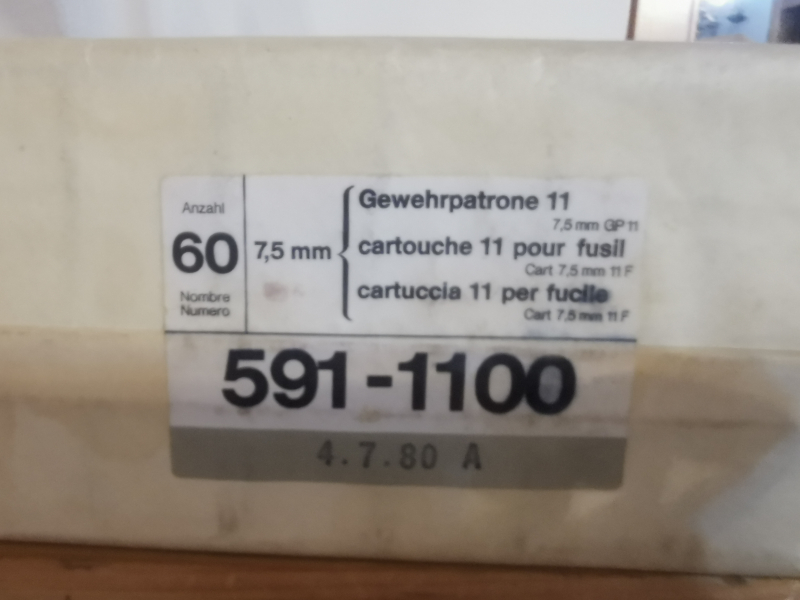 Anzahl
60
Nombre
Numero
7,5 mm
Gewehrpatrone 11
7,5 mm GP 11
cartouche 11 pour fusil
Cart 7,5 mm 11 F
cartuccia 11 per fucile
Cart 7,5 mm 11 F
591-1100
4.7.80 A